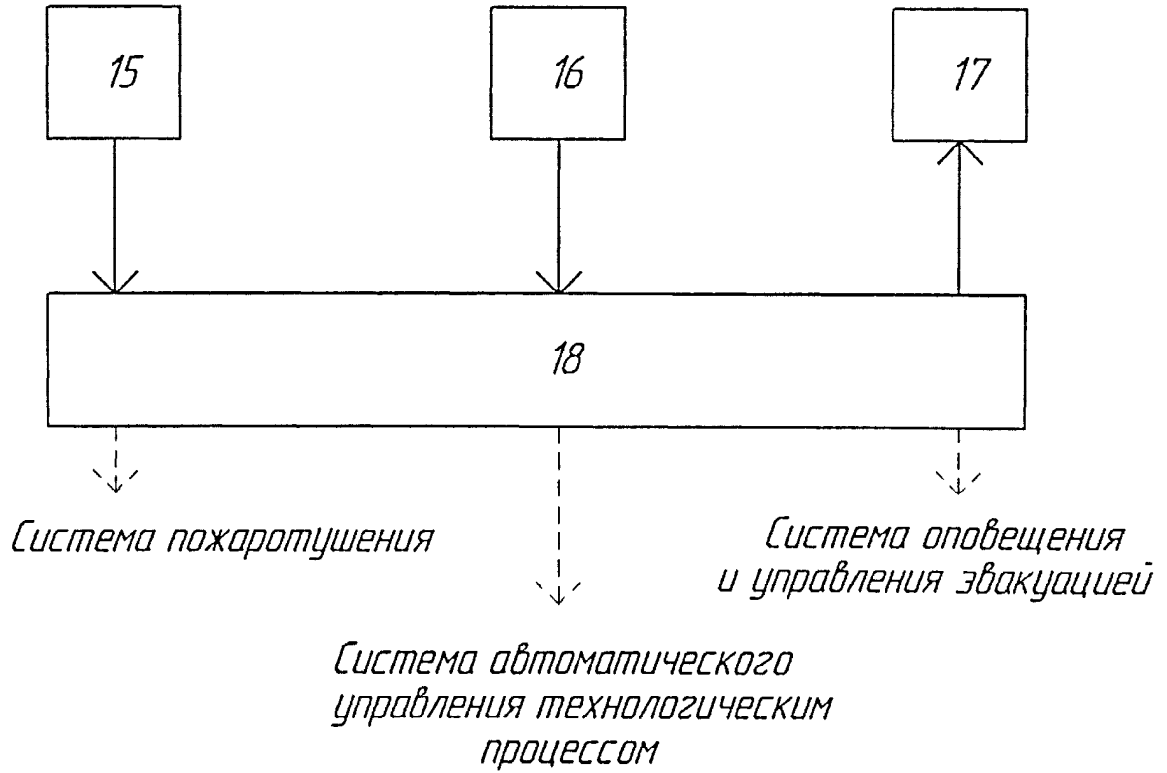 15
16
17
18
Система пожаротушения
Система оповещения
и управления эвакуацией
Система автоматического
управления технологическим
процессом